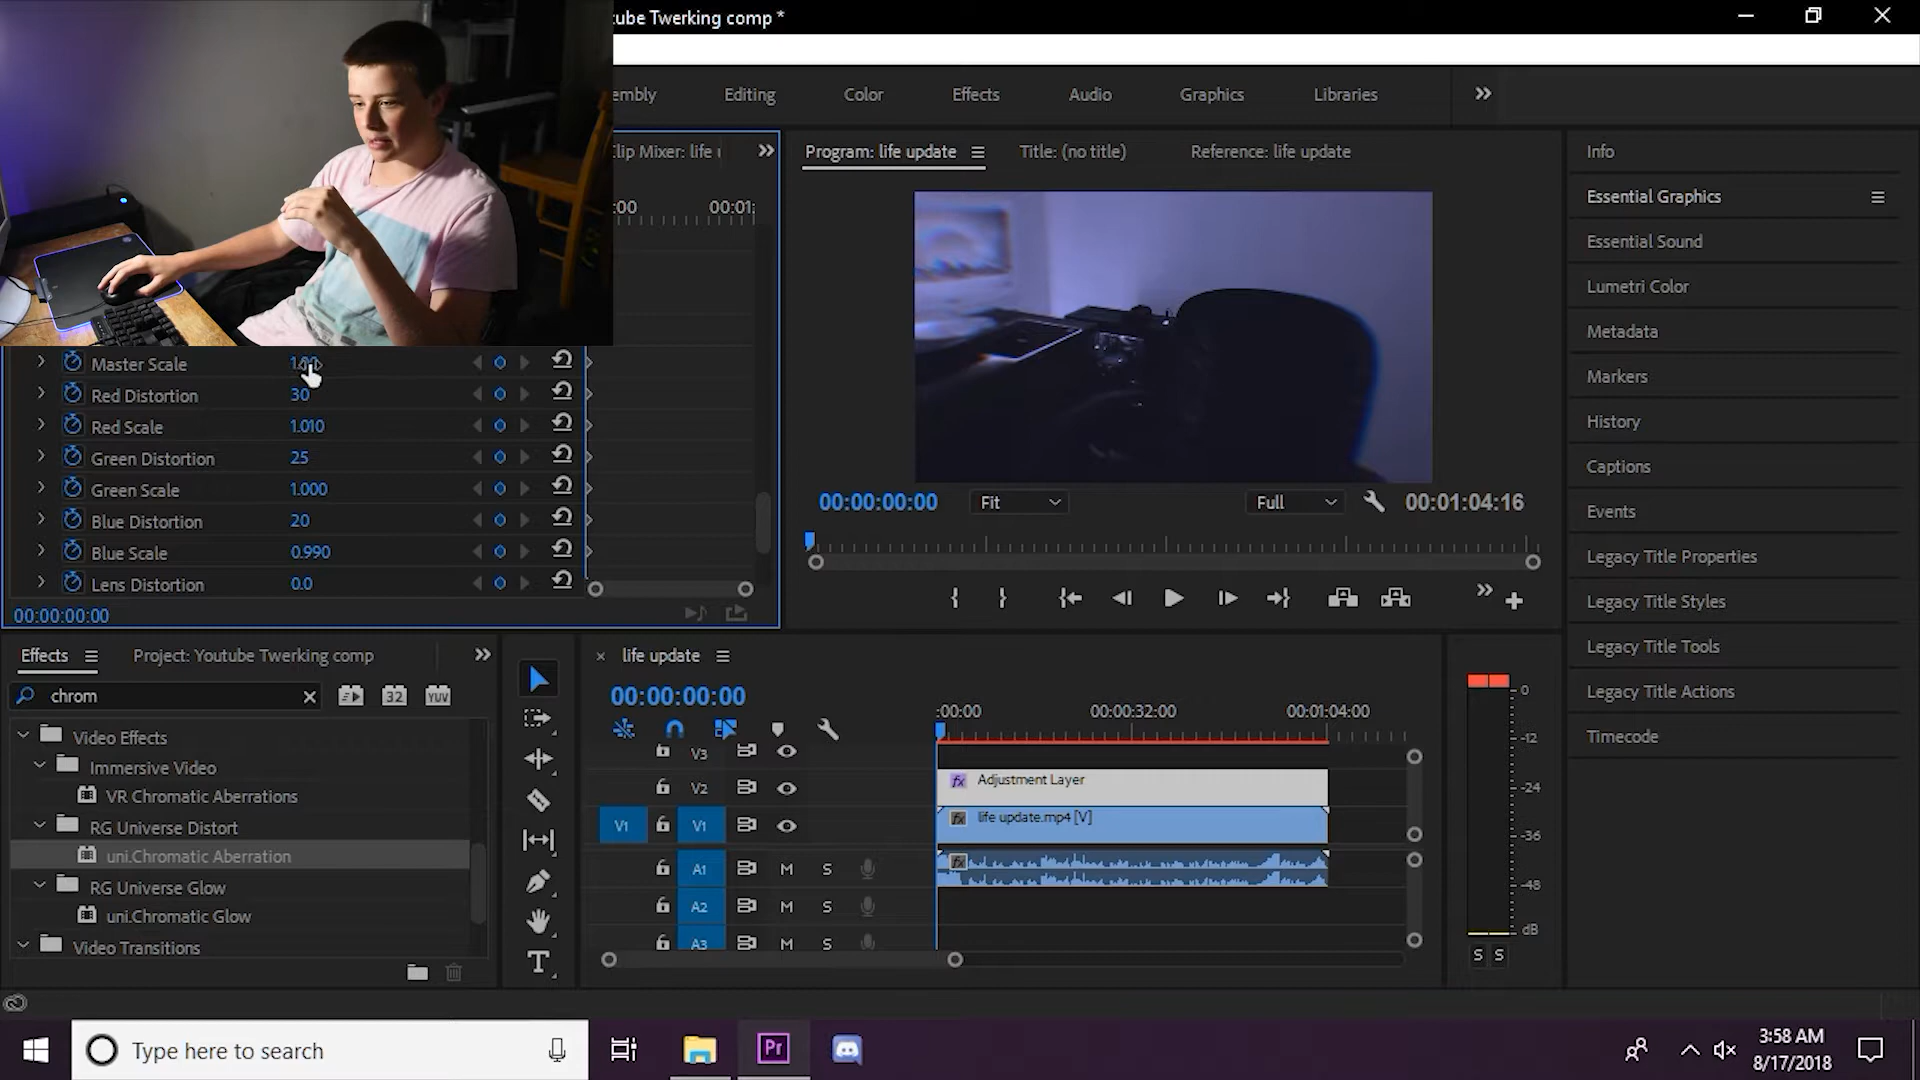 ube Twerking comp *
embly Editing Color Effects Audio Graphics Libraries
lip Mixer: life u
Program: life update
Title: (no title)
Reference: life update
:00 00:01:
Master Scale
Red Distortion 30
Red Scale 1.010
Green Distortion 25
Green Scale 1.000
Blue Distortion 20
Blue Scale 0.990
Lens Distortion 0.0
00:00:00:00
00:00:00:00 Fit Full 00:01:04:16
Info
Essential Graphics
Essential Sound
Lumetri Color
Metadata
Markers
History
Captions
Events
Legacy Title Properties
Legacy Title Styles
Legacy Title Tools
Legacy Title Actions
Timecode
Effects Project: Youtube Twerking comp
chrom 32 YUV
Video Effects
Immersive Video
VR Chromatic Aberrations
RG Universe Distort
uni.Chromatic Aberration
RG Universe Glow
uni.Chromatic Glow
Video Transitions
T
× life update
00:00:00:00
:00:00 00:00:32:00 00:01:04:00
V3
V2 fx Adjustment Layer
V1 V1 fx life update.mp4 [V]
A1 M S fx
A2 M S
A3 M S
0
-12
-24
-36
-48
dB
S S
Type here to search
Pr
3:58 AM
8/17/2018